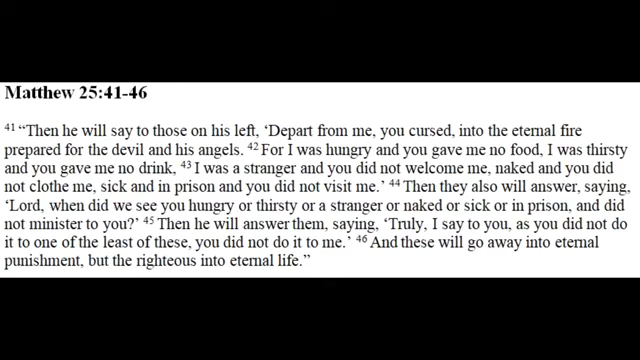 Matthew 25:41-46
41 “Then he will say to those on his left, ‘Depart from me, you cursed, into the eternal fire
prepared for the devil and his angels. 42 For I was hungry and you gave me no food, I was thirsty
and you gave me no drink, 43 I was a stranger and you did not welcome me, naked and you did
not clothe me, sick and in prison and you did not visit me.’ 44 Then they also will answer, saying,
‘Lord, when did we see you hungry or thirsty or a stranger or naked or sick or in prison, and did
not minister to you?’ 45 Then he will answer them, saying, ‘Truly, I say to you, as you did not do
it to one of the least of these, you did not do it to me.’ 46 And these will go away into eternal
punishment, but the righteous into eternal life.”